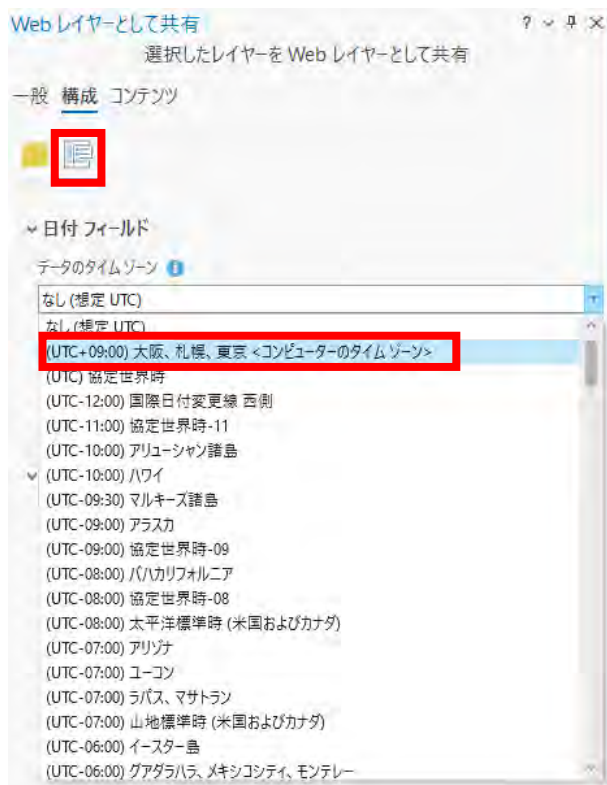 Web レイヤーとして共有
選択したレイヤーを Web レイヤーとして共有
一般 構成 コンテンツ
日付 フィールド
データのタイム ゾーン
なし (想定 UTC)
なし (想定 UTC)
(UTC+09:00) 大阪、札幌、東京 <コンピューターのタイム ゾーン>
(UTC) 協定世界時
(UTC-12:00) 国際日付変更線 西側
(UTC-11:00) 協定世界時-11
(UTC-10:00) アリューシャン諸島
(UTC-10:00) ハワイ
(UTC-09:30) マルキーズ諸島
(UTC-09:00) アラスカ
(UTC-09:00) 協定世界時-09
(UTC-08:00) バハカリフォルニア
(UTC-08:00) 協定世界時-08
(UTC-08:00) 太平洋標準時 (米国およびカナダ)
(UTC-07:00) アリゾナ
(UTC-07:00) ユーコン
(UTC-07:00) ラパス、マサトラン
(UTC-07:00) 山地標準時 (米国およびカナダ)
(UTC-06:00) イースター島
(UTC-06:00) グアダラハラ、メキシコシティ、モンテレー